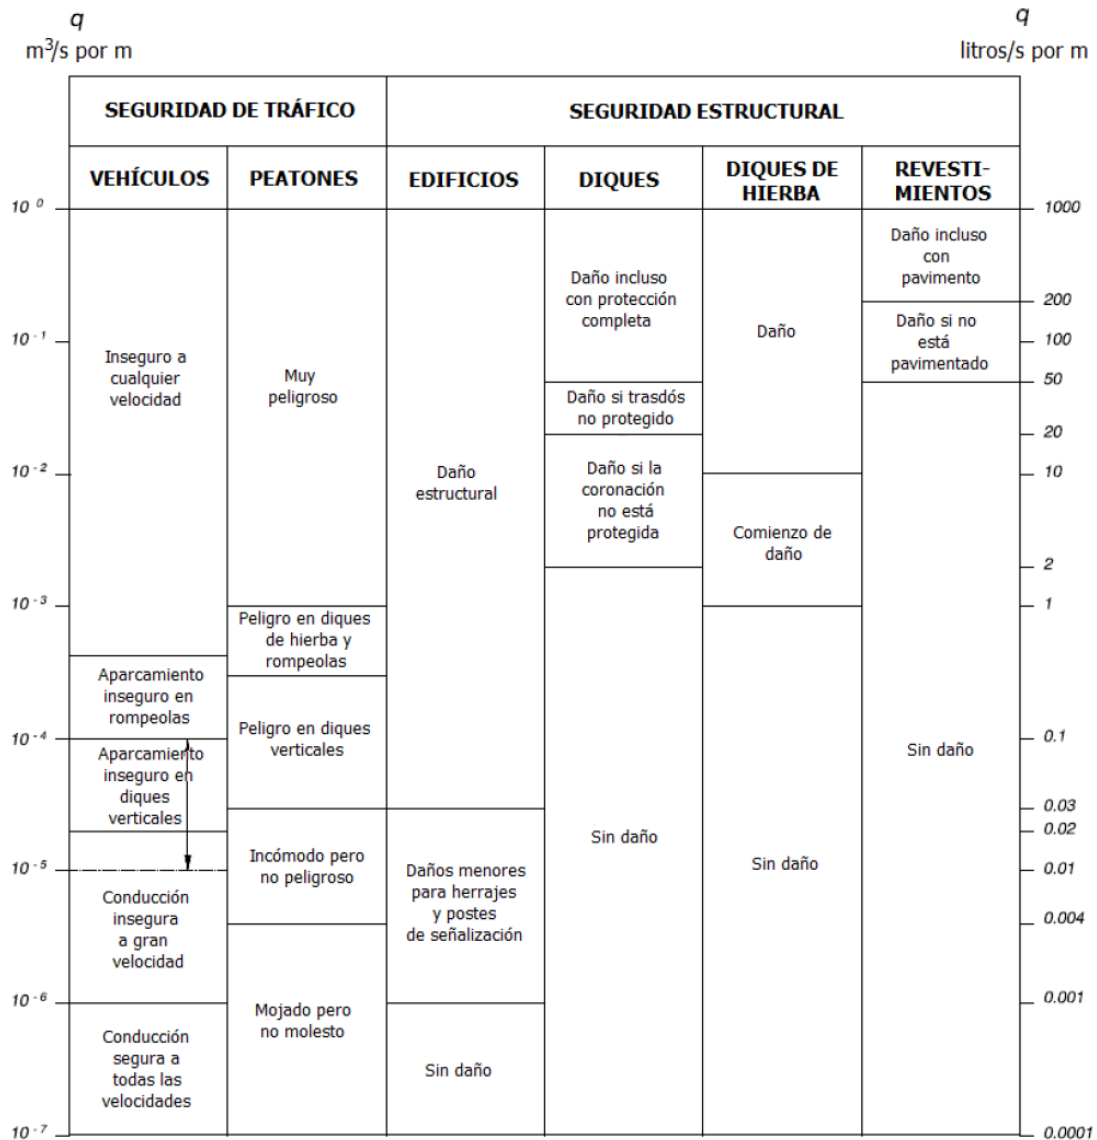 q
m³/s por m
q
litros/s por m
SEGURIDAD DE TRÁFICO
SEGURIDAD ESTRUCTURAL
VEHÍCULOS
PEATONES
EDIFICIOS
DIQUES
DIQUES DE
HIERBA
REVESTI-
MIENTOS
10 ⁰
10 ⁻¹
10 ⁻²
10 ⁻³
10 ⁻⁴
10 ⁻⁵
10 ⁻⁶
10 ⁻⁷
Inseguro a
cualquier
velocidad
Aparcamiento
inseguro en
rompeolas
Aparcamiento
inseguro en
diques
verticales
Conducción
insegura
a gran
velocidad
Conducción
segura a
todas las
velocidades
Muy
peligroso
Peligro en diques
de hierba y
rompeolas
Peligro en diques
verticales
Incómodo pero
no peligroso
Mojado pero
no molesto
Daño
estructural
Daños menores
para herrajes
y postes
de señalización
Sin daño
Daño incluso
con protección
completa
Daño si trasdós
no protegido
Daño si la
coronación
no está
protegida
Sin daño
Daño
Comienzo de
daño
Sin daño
Daño incluso
con
pavimento
Daño si no
está
pavimentado
Sin daño
1000
200
100
50
20
10
2
1
0.1
0.03
0.02
0.01
0.004
0.001
0.0001